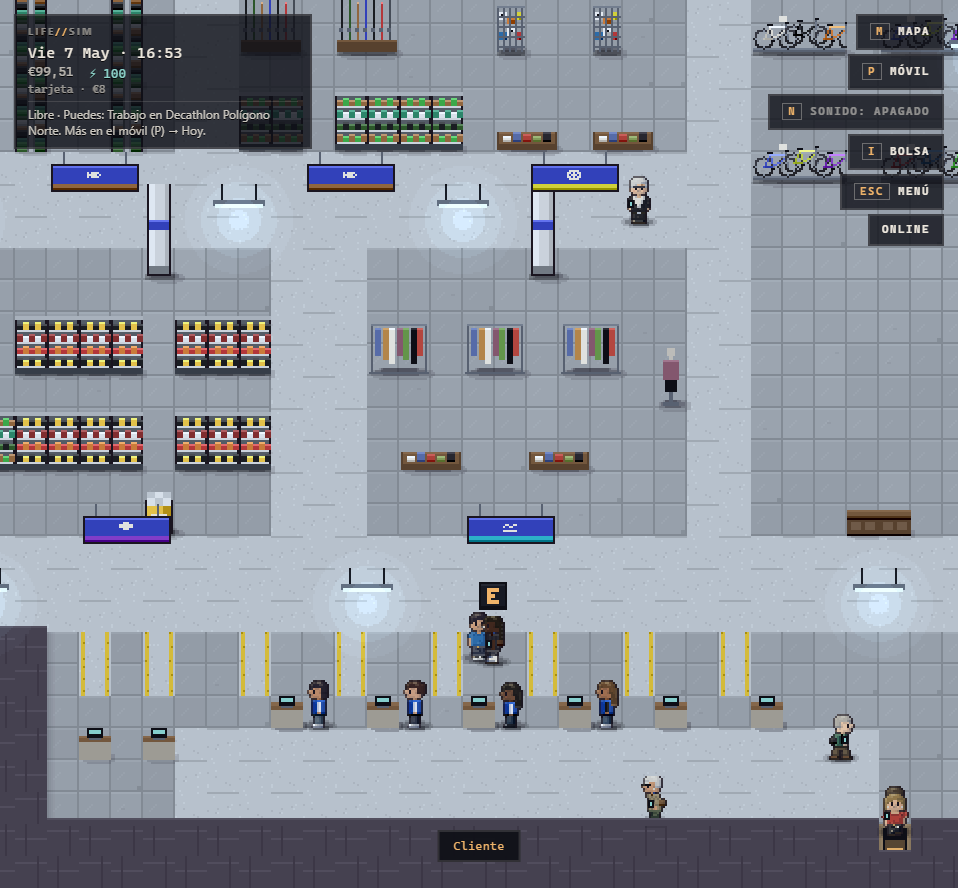 LIFE//SIM
Vie 7 May · 16:53
€99,51 ⚡ 100
tarjeta · €8
Libre · Puedes: Trabajo en Decathlon Polígono
Norte. Más en el móvil (P) → Hoy.
M MAPA
P MÓVIL
N SONIDO: APAGADO
I BOLSA
ESC MENÚ
ONLINE
E
Cliente